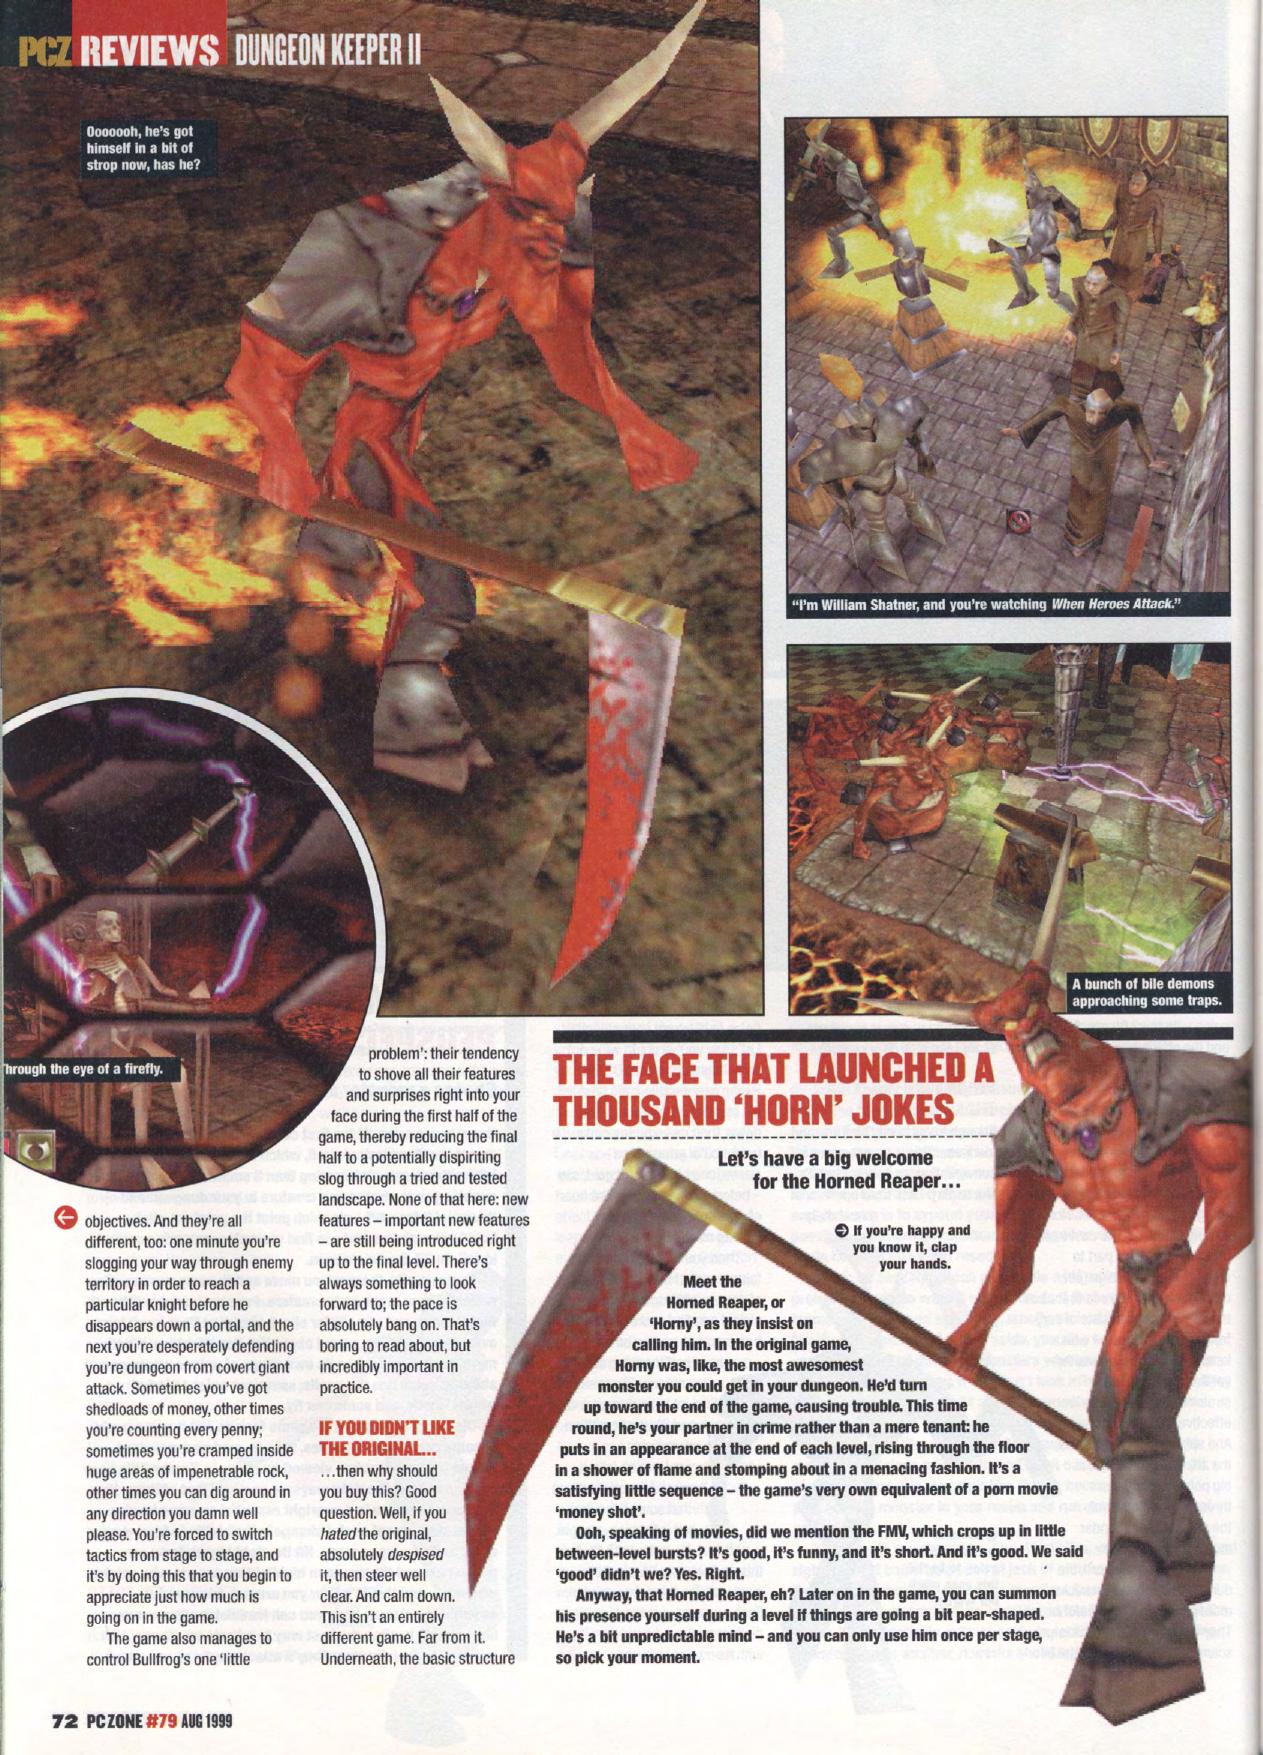 PCZ REVIEWS DUNGEON KEEPER II
Ooooooh, he's got
himself in a bit of
strop now, has he?
"I'm William Shatner, and you're watching When Heroes Attack."
A bunch of bile demons
approaching some traps.
hrough the eye of a firefly.
objectives. And they're all
different, too: one minute you're
slogging your way through enemy
territory in order to reach a
particular knight before he
disappears down a portal, and the
next you're desperately defending
you're dungeon from covert giant
attack. Sometimes you've got
shedloads of money, other times
you're counting every penny;
sometimes you're cramped inside
huge areas of impenetrable rock,
other times you can dig around in
any direction you damn well
please. You're forced to switch
tactics from stage to stage, and
it's by doing this that you begin to
appreciate just how much is
going on in the game.
The game also manages to
control Bullfrog's one 'little
problem': their tendency
to shove all their features
and surprises right into your
face during the first half of the
game, thereby reducing the final
half to a potentially dispiriting
slog through a tried and tested
landscape. None of that here: new
features – important new features
– are still being introduced right
up to the final level. There's
always something to look
forward to; the pace is
absolutely bang on. That's
boring to read about, but
incredibly important in
practice.
IF YOU DIDN'T LIKE
THE ORIGINAL...
...then why should
you buy this? Good
question. Well, if you
hated the original,
absolutely despised
it, then steer well
clear. And calm down.
This isn't an entirely
different game. Far from it.
Underneath, the basic structure
THE FACE THAT LAUNCHED A
THOUSAND 'HORN' JOKES
Let's have a big welcome
for the Horned Reaper...
If you're happy and
you know it, clap
your hands.
Meet the
Horned Reaper, or
'Horny', as they insist on
calling him. In the original game,
Horny was, like, the most awesomest
monster you could get in your dungeon. He'd turn
up toward the end of the game, causing trouble. This time
round, he's your partner in crime rather than a mere tenant: he
puts in an appearance at the end of each level, rising through the floor
in a shower of flame and stomping about in a menacing fashion. It's a
satisfying little sequence – the game's very own equivalent of a porn movie
'money shot'.
Ooh, speaking of movies, did we mention the FMV, which crops up in little
between-level bursts? It's good, it's funny, and it's short. And it's good. We said
'good' didn't we? Yes. Right.
Anyway, that Horned Reaper, eh? Later on in the game, you can summon
his presence yourself during a level if things are going a bit pear-shaped.
He's a bit unpredictable mind – and you can only use him once per stage,
so pick your moment.
72 PC ZONE #79 AUG 1999